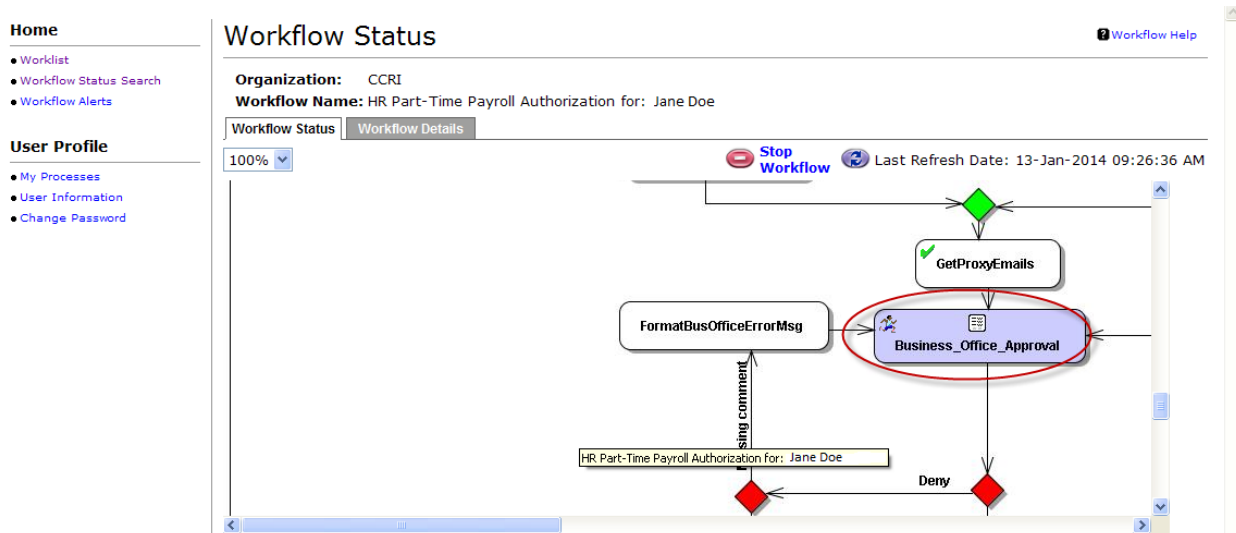 Home
Worklist
Workflow Status Search
Workflow Alerts
User Profile
My Processes
User Information
Change Password
Workflow Status
? Workflow Help
Organization: CCRI
Workflow Name: HR Part-Time Payroll Authorization for: Jane Doe
Workflow Status
Workflow Details
100%
Stop
Workflow
Last Refresh Date: 13-Jan-2014 09:26:36 AM
GetProxyEmails
FormatBusOfficeErrorMsg
Business_Office_Approval
sing comment
HR Part-Time Payroll Authorization for: Jane Doe
Deny